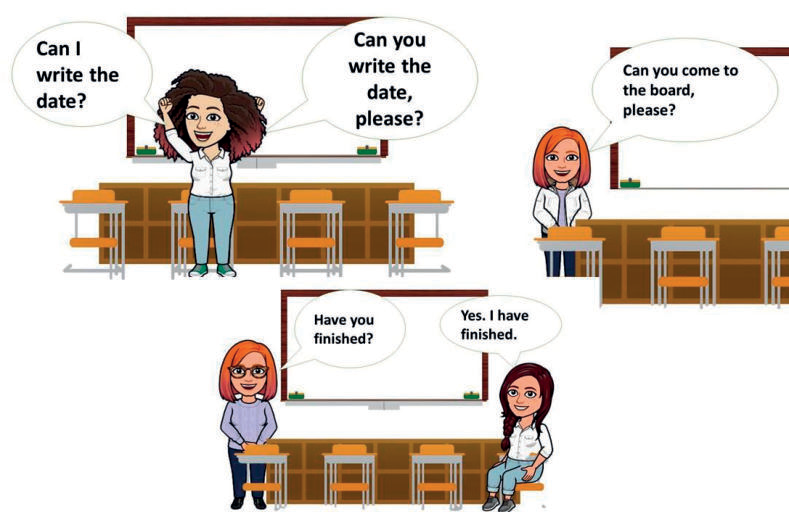 Can I
write the
date?
Can you
write the
date,
please?
Can you come to
the board,
please?
Have you
finished?
Yes. I have
finished.